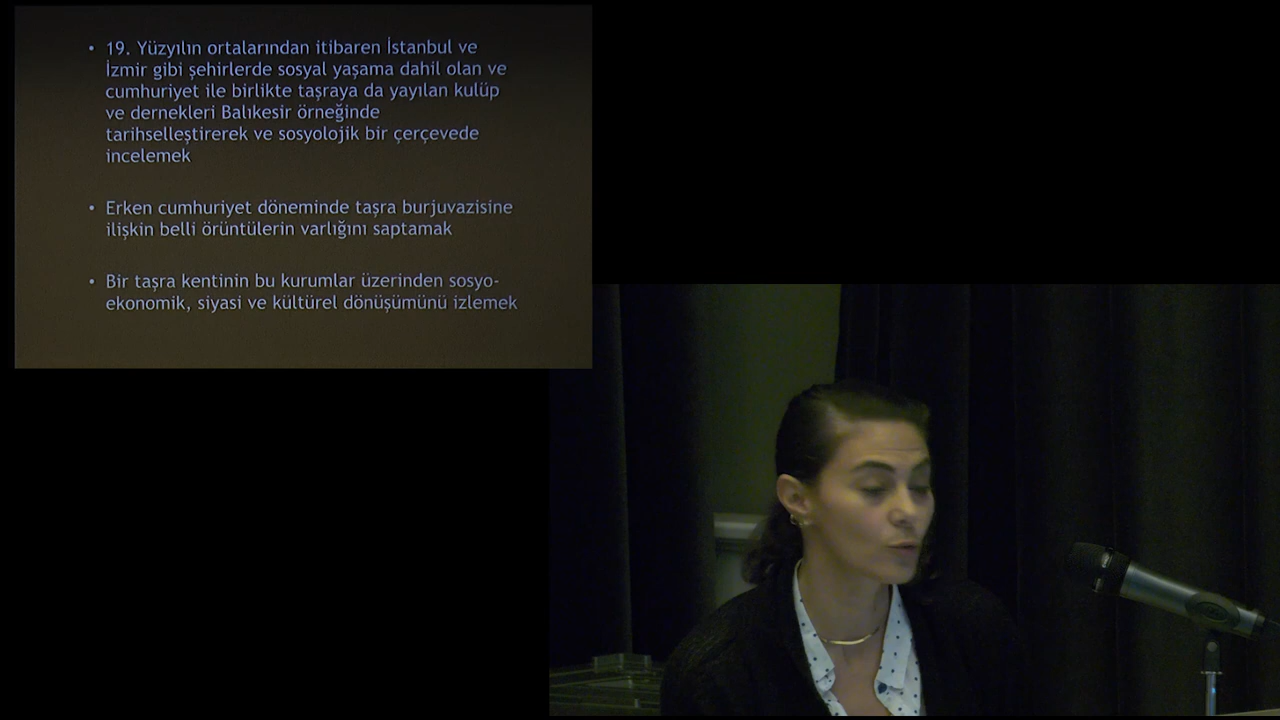 • 19. Yüzyılın ortalarından itibaren İstanbul ve
İzmir gibi şehirlerde sosyal yaşama dahil olan ve
cumhuriyet ile birlikte taşraya da yayılan kulüp
ve dernekleri Balıkesir örneğinde
tarihselleştirerek ve sosyolojik bir çerçevede
incelemek
• Erken cumhuriyet döneminde taşra burjuvazisine
ilişkin belli örüntülerin varlığını saptamak
• Bir taşra kentinin bu kurumlar üzerinden sosyo-
ekonomik, siyasi ve kültürel dönüşümünü izlemek